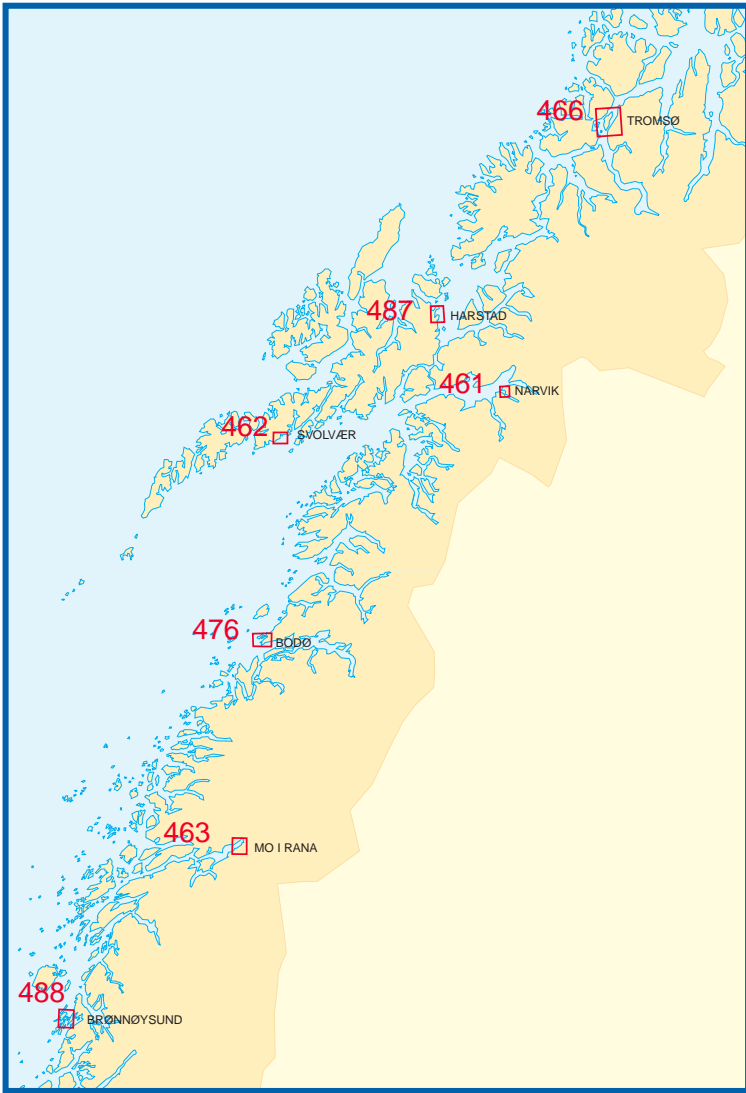 466
TROMSØ
487
HARSTAD
461
NARVIK
462
SVOLVÆR
476
BODØ
463
MO I RANA
488
BRØNNØYSUND